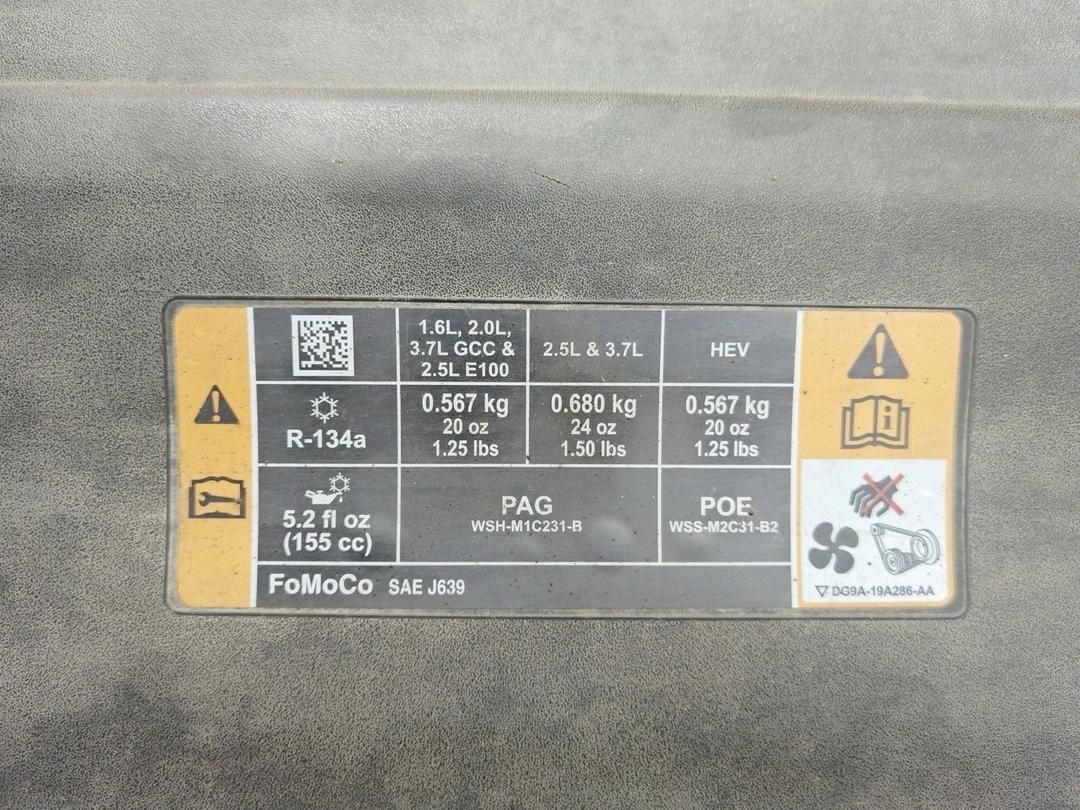 1.6L, 2.0L,
3.7L GCC &
2.5L E100
2.5L & 3.7L
HEV
R-134a
0.567 kg
20 oz
1.25 lbs
0.680 kg
24 oz
1.50 lbs
0.567 kg
20 oz
1.25 lbs
5.2 fl oz
(155 cc)
PAG
WSH-M1C231-B
POE
WSS-M2C31-B2
FoMoCo SAE J639
DG9A-19A286-AA